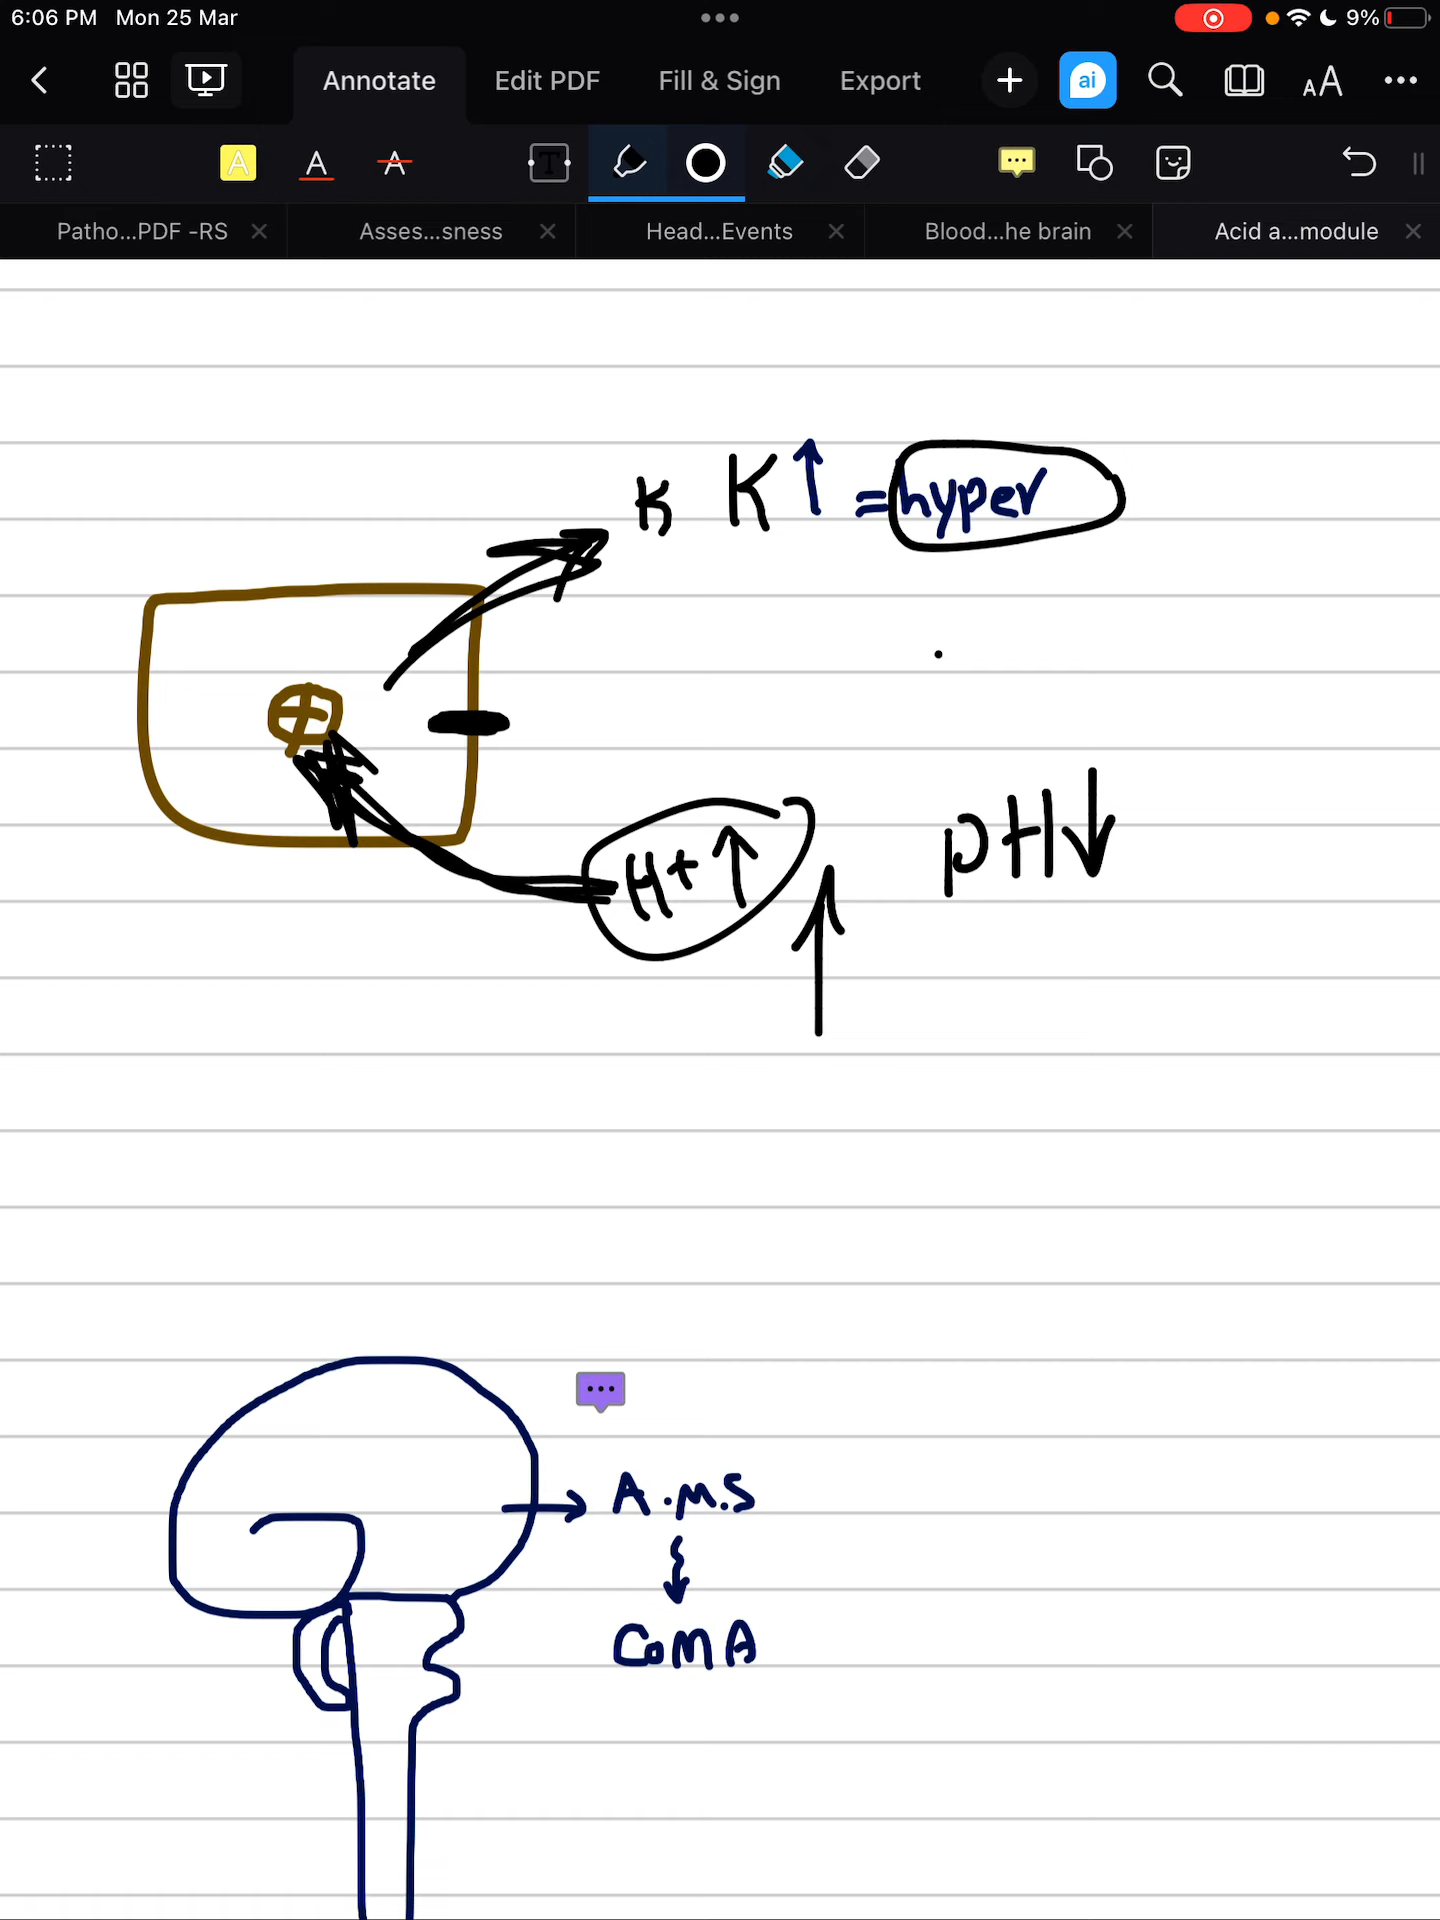 6:06 PM Mon 25 Mar 9%
Annotate Edit PDF Fill & Sign Export ai AA
A A A T
Patho...PDF -RS Asses...sness Head...Events Blood...he brain Acid a...module
K K↑ = hyper
H+ ↑ pH↓
A.M.S
COMA